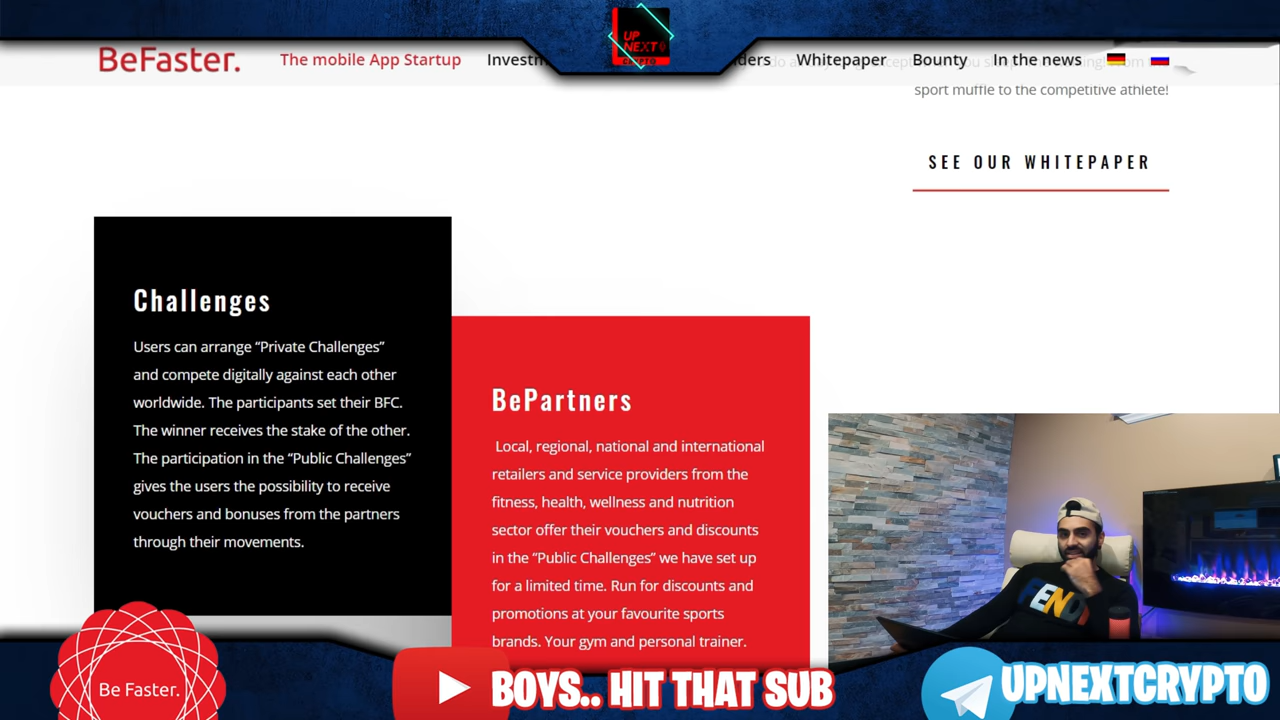 UP
NEXT
CRYPTO
BeFaster.
The mobile App Startup
Whitepaper
Bounty
In the news
sport muffle to the competitive athlete!
SEE OUR WHITEPAPER
Challenges
Users can arrange “Private Challenges”
and compete digitally against each other
worldwide. The participants set their BFC.
The winner receives the stake of the other.
The participation in the “Public Challenges”
gives the users the possibility to receive
vouchers and bonuses from the partners
through their movements.
BePartners
Local, regional, national and international
retailers and service providers from the
fitness, health, wellness and nutrition
sector offer their vouchers and discounts
in the “Public Challenges” we have set up
for a limited time. Run for discounts and
promotions at your favourite sports
brands. Your gym and personal trainer.
FENDI
Be Faster.
BOYS.. HIT THAT SUB
UPNEXTCRYPTO